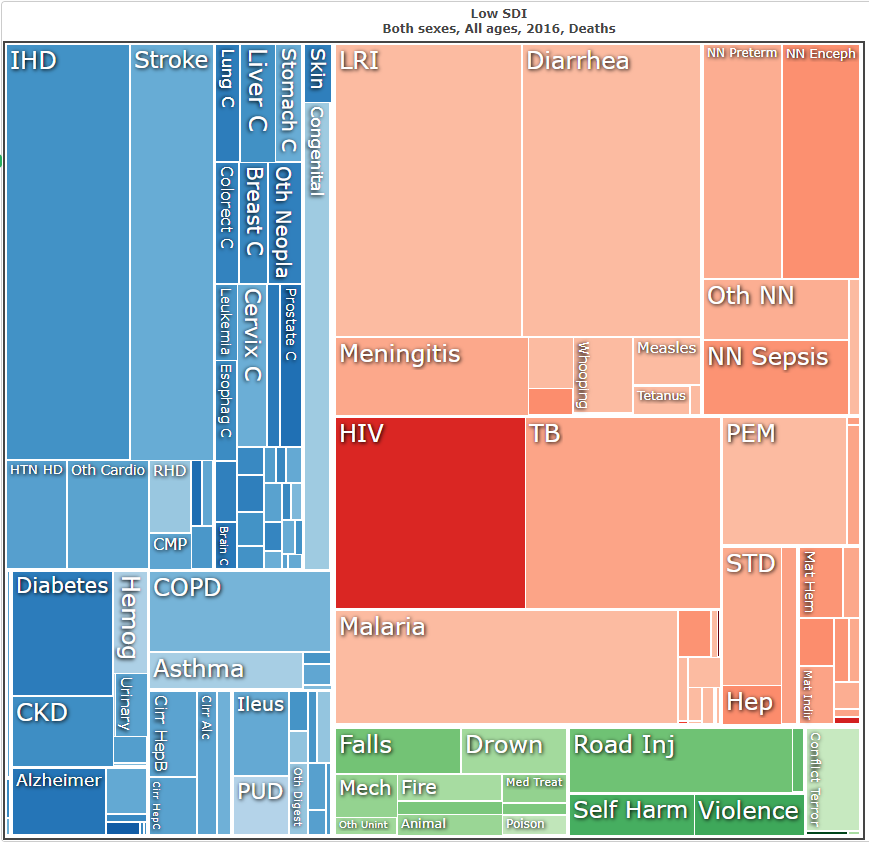 Low SDI
Both sexes, All ages, 2016, Deaths
IHD
Stroke
Lung C
Liver C
Stomach C
Skin
Congenital
Colorect C
Breast C
Oth Neopla
Leukemia
Cervix C
Prostate C
Esophag C
HTN HD
Oth Cardio
RHD
CMP
Brain C
Diabetes
Hemog
COPD
Asthma
CKD
Urinary
Alzheimer
Cirr HepB
Cirr Alc
Ileus
Cirr HepC
PUD
Oth Digest
LRI
Diarrhea
NN Preterm
NN Enceph
Oth NN
NN Sepsis
Meningitis
Whooping
Measles
Tetanus
HIV
TB
PEM
Malaria
STD
Mat Hem
Hep
Mat Indir
Falls
Drown
Road Inj
Conflict Terror
Mech
Fire
Med Treat
Oth Unint
Animal
Poison
Self Harm
Violence